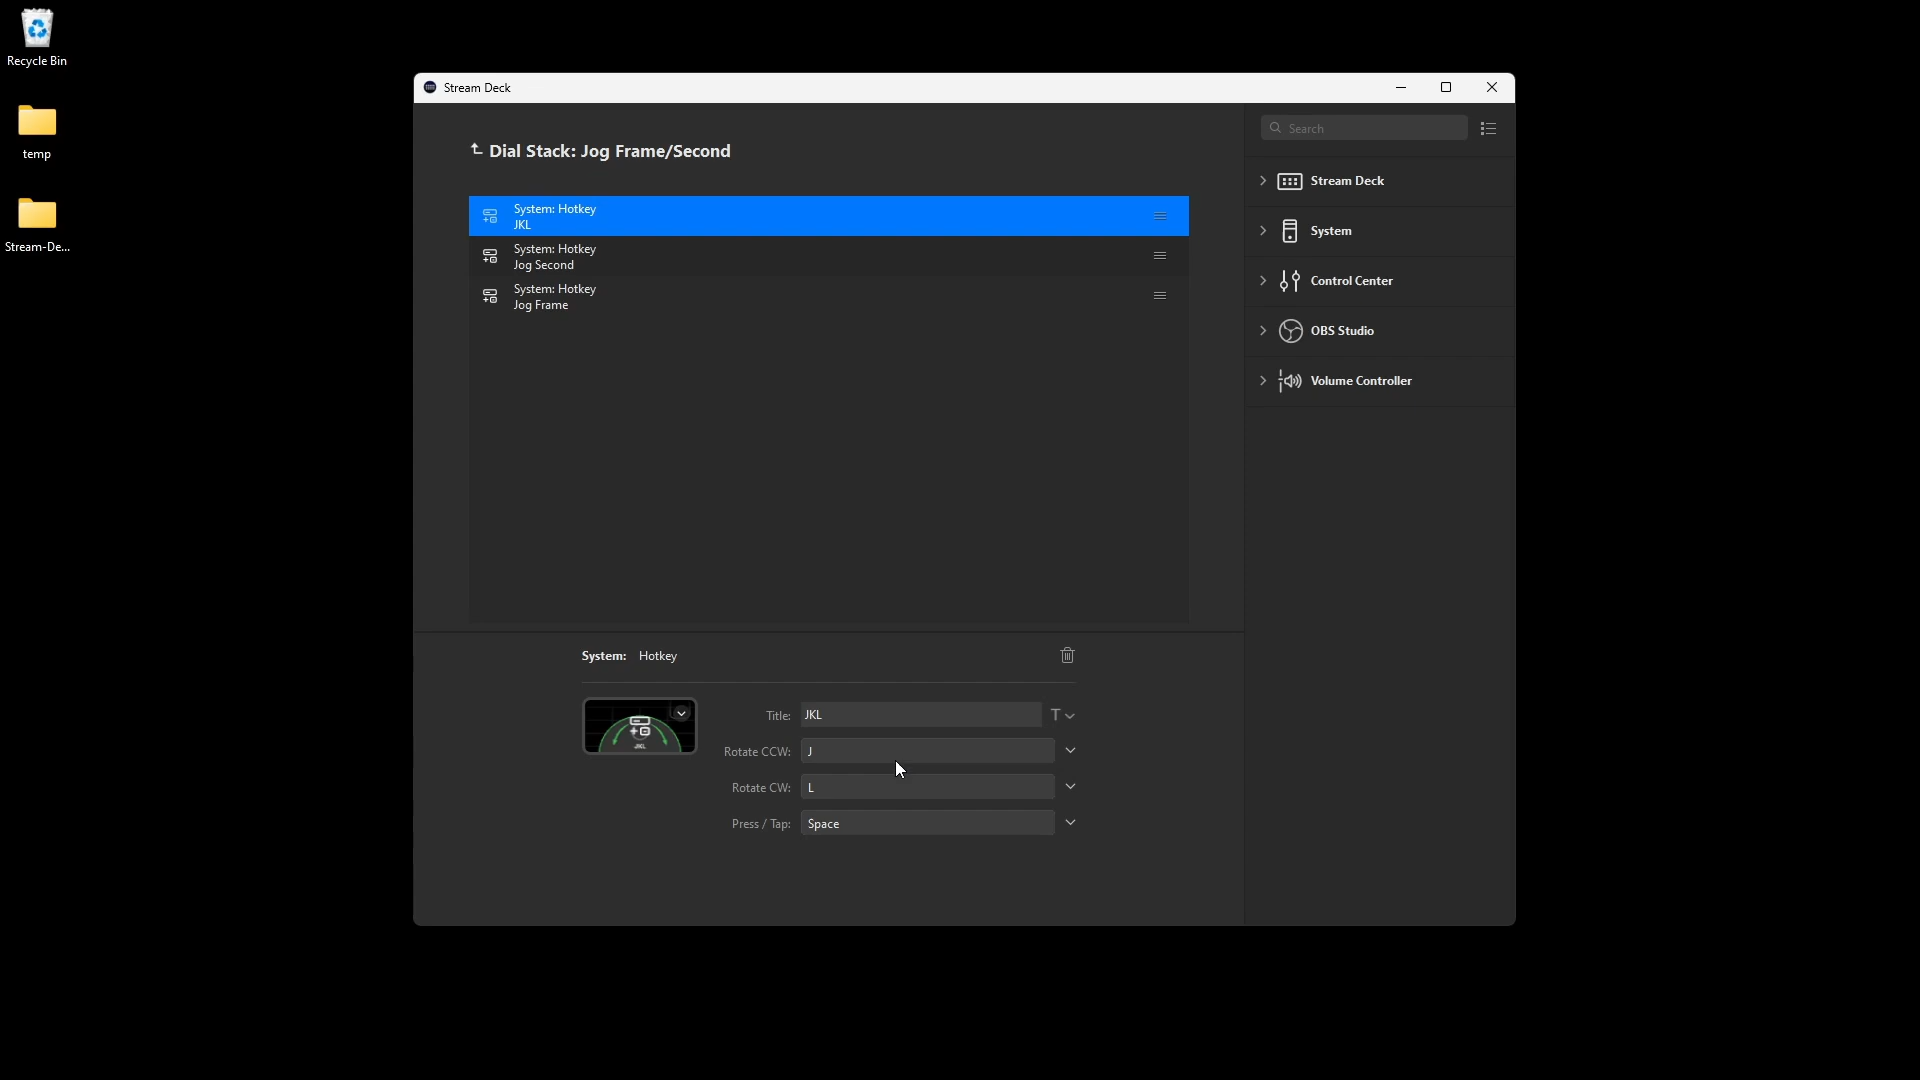 Recycle Bin
temp
Stream-De...
Stream Deck
Dial Stack: Jog Frame/Second
System: Hotkey
JKL
System: Hotkey
Jog Second
System: Hotkey
Jog Frame
System: Hotkey
JKL
Title: JKL
T
Rotate CCW: J
Rotate CW: L
Press / Tap: Space
Search
Stream Deck
System
Control Center
OBS Studio
Volume Controller